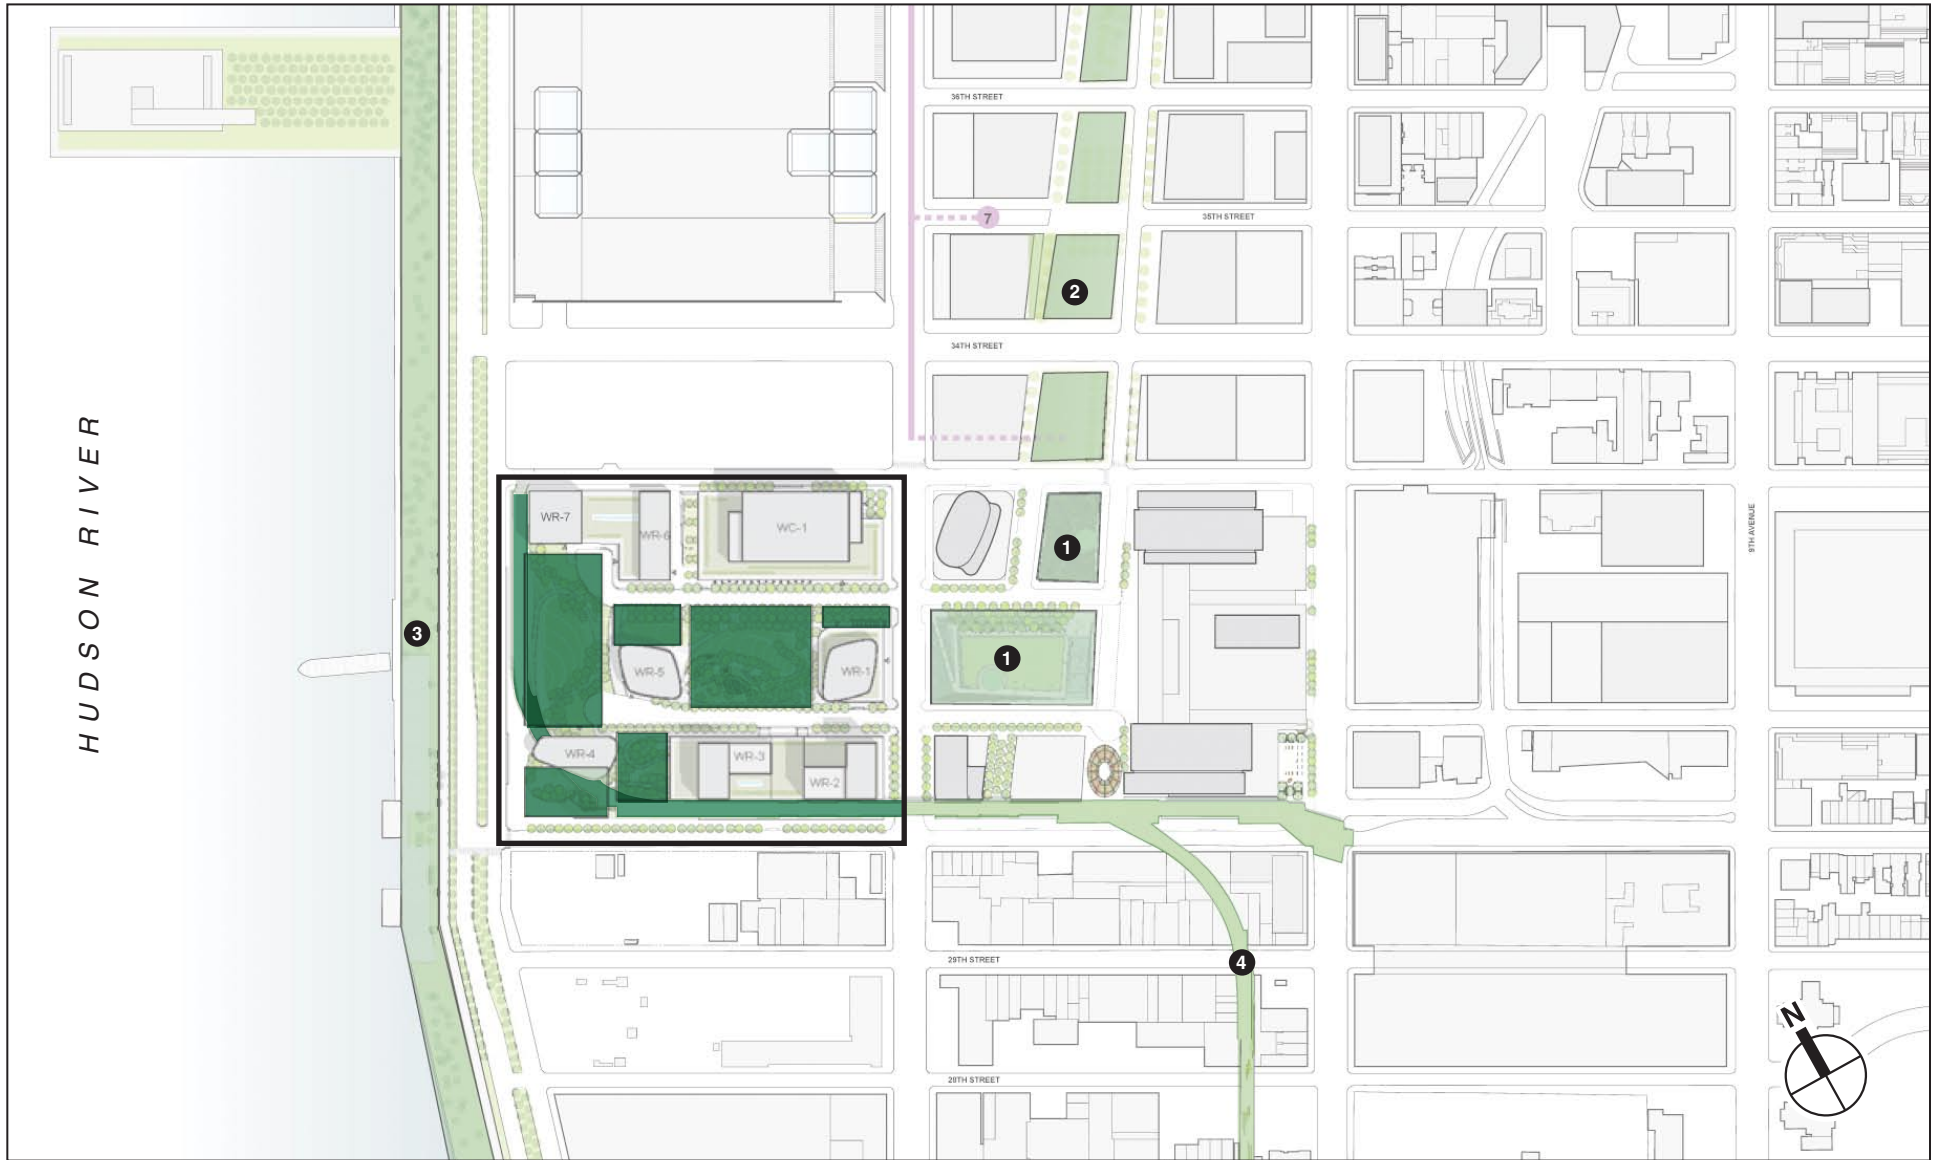 36TH STREET
7
35TH STREET
2
34TH STREET
HUDSON RIVER
WR-7
WR-6
WC-1
1
9TH AVENUE
3
WR-5
WR-1
1
WR-4
WR-3
WR-2
29TH STREET
4
28TH STREET
N